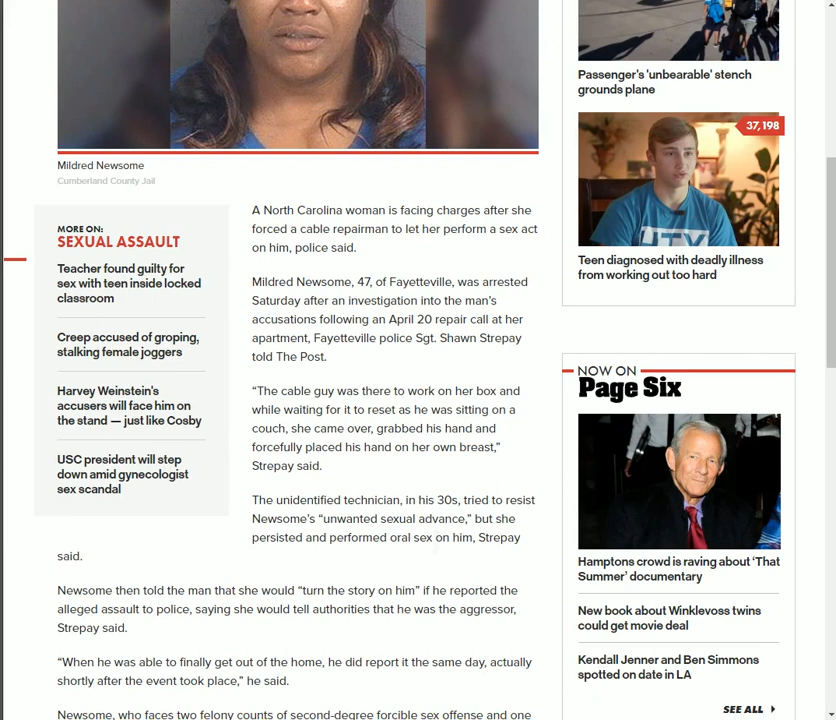 Mildred Newsome
Cumberland County Jail
MORE ON:
SEXUAL ASSAULT
Teacher found guilty for
sex with teen inside locked
classroom
Creep accused of groping,
stalking female joggers
Harvey Weinstein's
accusers will face him on
the stand — just like Cosby
USC president will step
down amid gynecologist
sex scandal
A North Carolina woman is facing charges after she
forced a cable repairman to let her perform a sex act
on him, police said.
Mildred Newsome, 47, of Fayetteville, was arrested
Saturday after an investigation into the man's
accusations following an April 20 repair call at her
apartment, Fayetteville police Sgt. Shawn Strepay
told The Post.
“The cable guy was there to work on her box and
while waiting for it to reset as he was sitting on a
couch, she came over, grabbed his hand and
forcefully placed his hand on her own breast,”
Strepay said.
The unidentified technician, in his 30s, tried to resist
Newsome's “unwanted sexual advance,” but she
persisted and performed oral sex on him, Strepay
said.
Newsome then told the man that she would “turn the story on him” if he reported the
alleged assault to police, saying she would tell authorities that he was the aggressor,
Strepay said.
“When he was able to finally get out of the home, he did report it the same day, actually
shortly after the event took place,” he said.
Newsome, who faces two felony counts of second-degree forcible sex offense and one
Passenger's 'unbearable' stench
grounds plane
37,198
Teen diagnosed with deadly illness
from working out too hard
NOW ON
Page Six
Hamptons crowd is raving about 'That
Summer' documentary
New book about Winklevoss twins
could get movie deal
Kendall Jenner and Ben Simmons
spotted on date in LA
SEE ALL